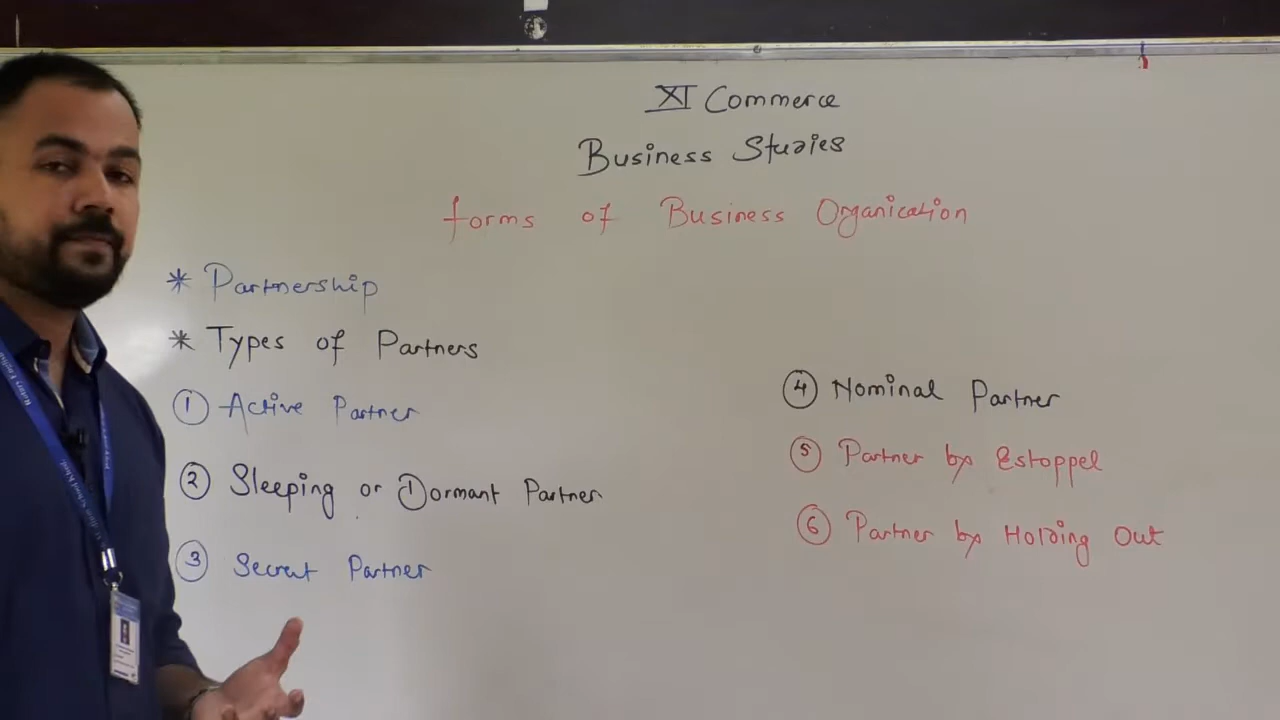 XI Commerce
Business Studies
forms of Business Organication
* Partnership
* Types of Partners
① Active Partner
② Sleeping or Dormant Partner
③ Secret Partner
④ Nominal Partner
⑤ Partner by Estoppel
⑥ Partner by Holding Out